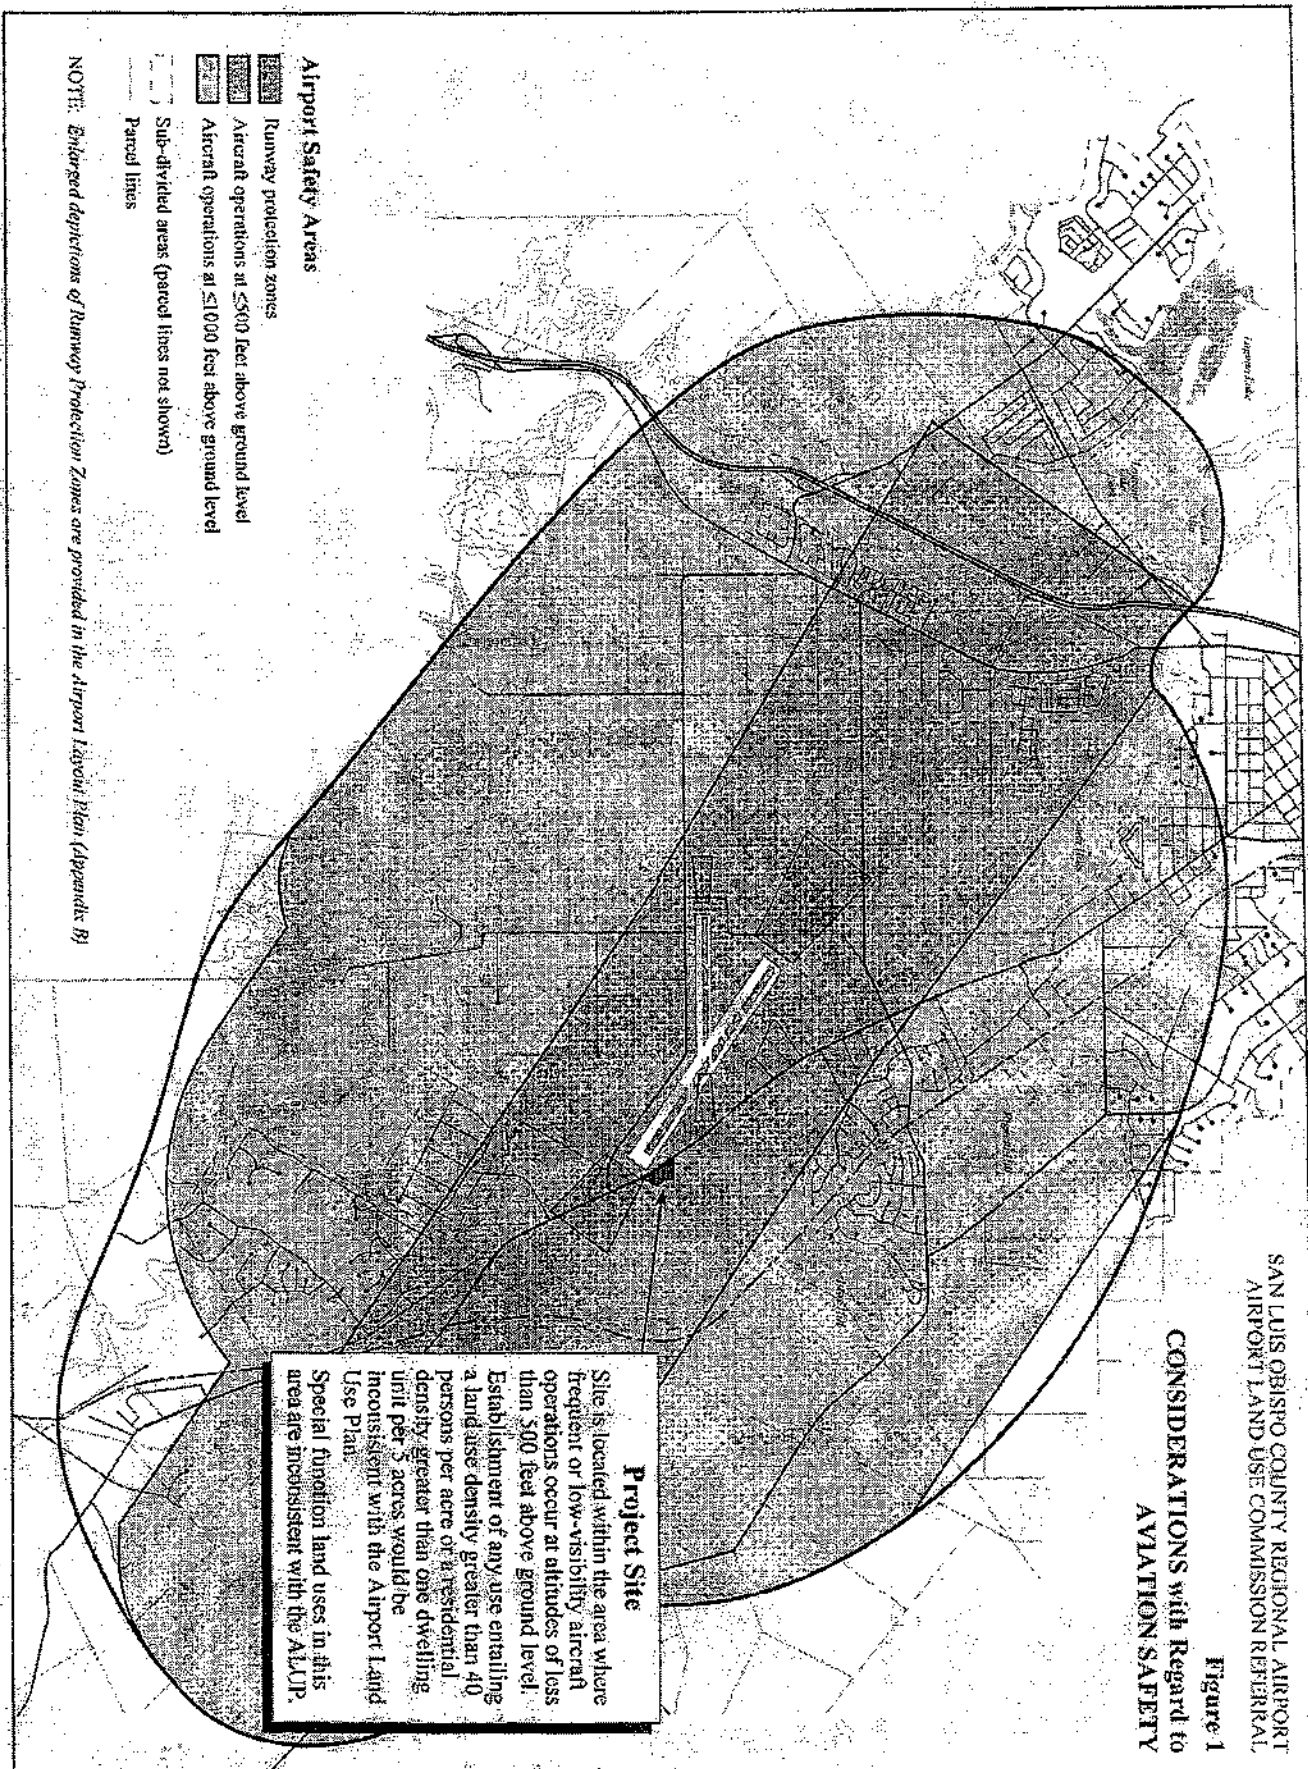 SAN LUIS OBISPO COUNTY REGIONAL AIRPORT
AIRPORT LAND USE COMMISSION REFERRAL
Figure 1
CONSIDERATIONS with Regard to
AVIATION SAFETY
Laguna Lake
Project Site
Site is located within the area where
frequent or low-visibility aircraft
operations occur at altitudes of less
than 500 feet above ground level.
Establishment of any use entailing
a land use density greater than 40
persons per acre or a residential
density greater than one dwelling
unit per 5 acres would be
inconsistent with the Airport Land
Use Plan.
Special function land uses in this
area are inconsistent with the ALUP.
Airport Safety Areas
Runway protection zones
Aircraft operations at ≤500 feet above ground level
Aircraft operations at ≤1000 feet above ground level
Sub-divided areas (parcel lines not shown)
Parcel lines
NOTE: Enlarged depictions of Runway Protection Zones are provided in the Airport Layout Plan (Appendix B)